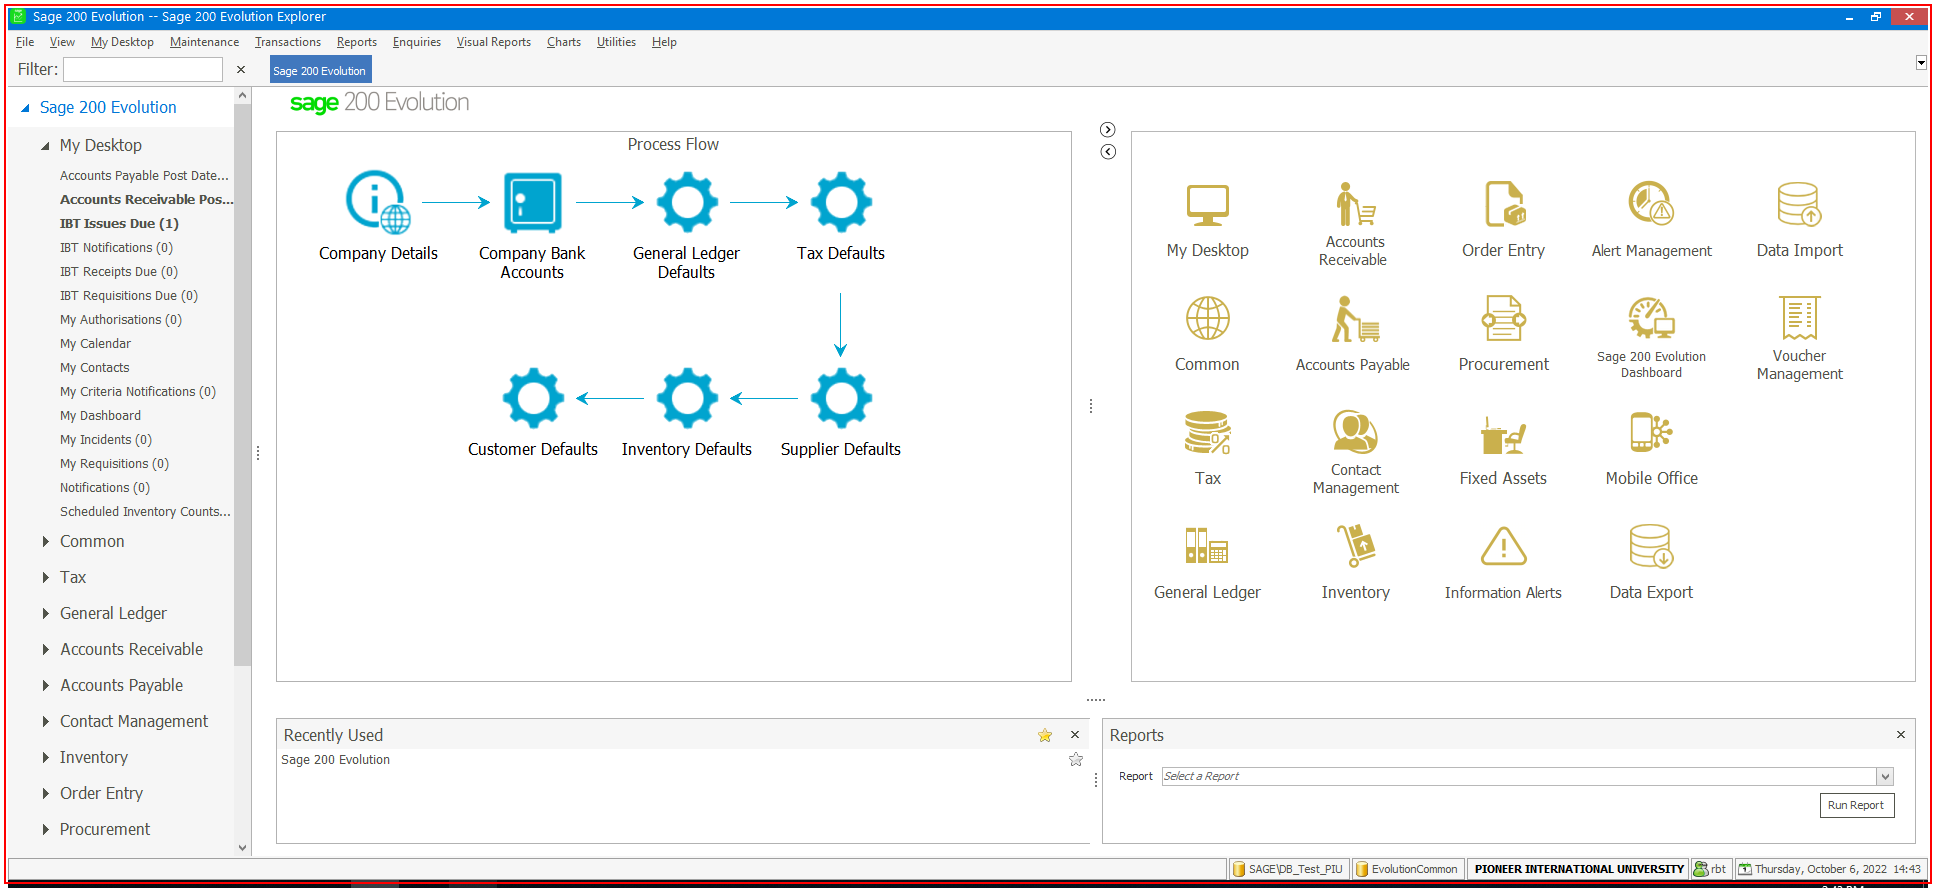 Sage 200 Evolution -- Sage 200 Evolution Explorer
File View My Desktop Maintenance Transactions Reports Enquiries Visual Reports Charts Utilities Help
Filter:
Sage 200 Evolution
Sage 200 Evolution
My Desktop
Accounts Payable Post Date...
Accounts Receivable Pos...
IBT Issues Due (1)
IBT Notifications (0)
IBT Receipts Due (0)
IBT Requisitions Due (0)
My Authorisations (0)
My Calendar
My Contacts
My Criteria Notifications (0)
My Dashboard
My Incidents (0)
My Requisitions (0)
Notifications (0)
Scheduled Inventory Counts...
Common
Tax
General Ledger
Accounts Receivable
Accounts Payable
Contact Management
Inventory
Order Entry
Procurement
sage 200 Evolution
Process Flow
Company Details
Company Bank
Accounts
General Ledger
Defaults
Tax Defaults
Customer Defaults
Inventory Defaults
Supplier Defaults
My Desktop
Accounts
Receivable
Order Entry
Alert Management
Data Import
Common
Accounts Payable
Procurement
Sage 200 Evolution
Dashboard
Voucher
Management
Tax
Contact
Management
Fixed Assets
Mobile Office
General Ledger
Inventory
Information Alerts
Data Export
Recently Used
Sage 200 Evolution
Reports
Report Select a Report
Run Report
SAGE\DB_Test_PIU EvolutionCommon PIONEER INTERNATIONAL UNIVERSITY rbt Thursday, October 6, 2022 14:43